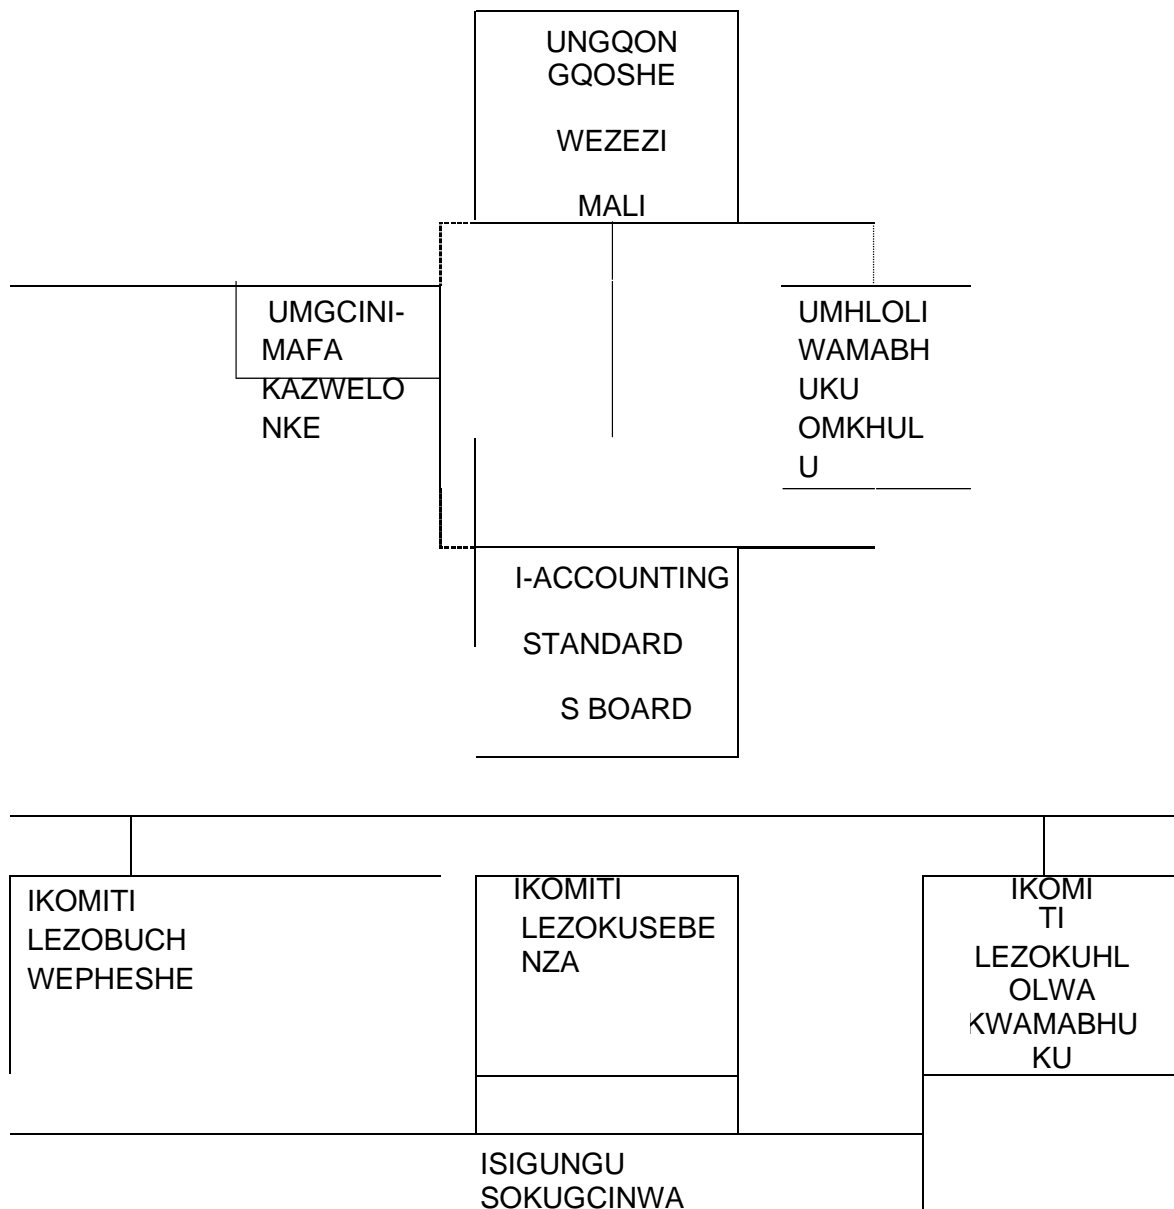 UNGQON
GQOSHE
WEZEZI
MALI
UMGCINI-
MAFA
KAZWELO
NKE
UMHLOLI
WAMABH
UKU
OMKHUL
U
I-ACCOUNTING
STANDARD
S BOARD
IKOMITI
LEZOBUCH
WEPHESHE
IKOMITI
LEZOKUSEBE
NZA
IKOMI
TI
LEZOKUHL
OLWA
KWAMABHU
KU
ISIGUNGU
SOKUGCINWA